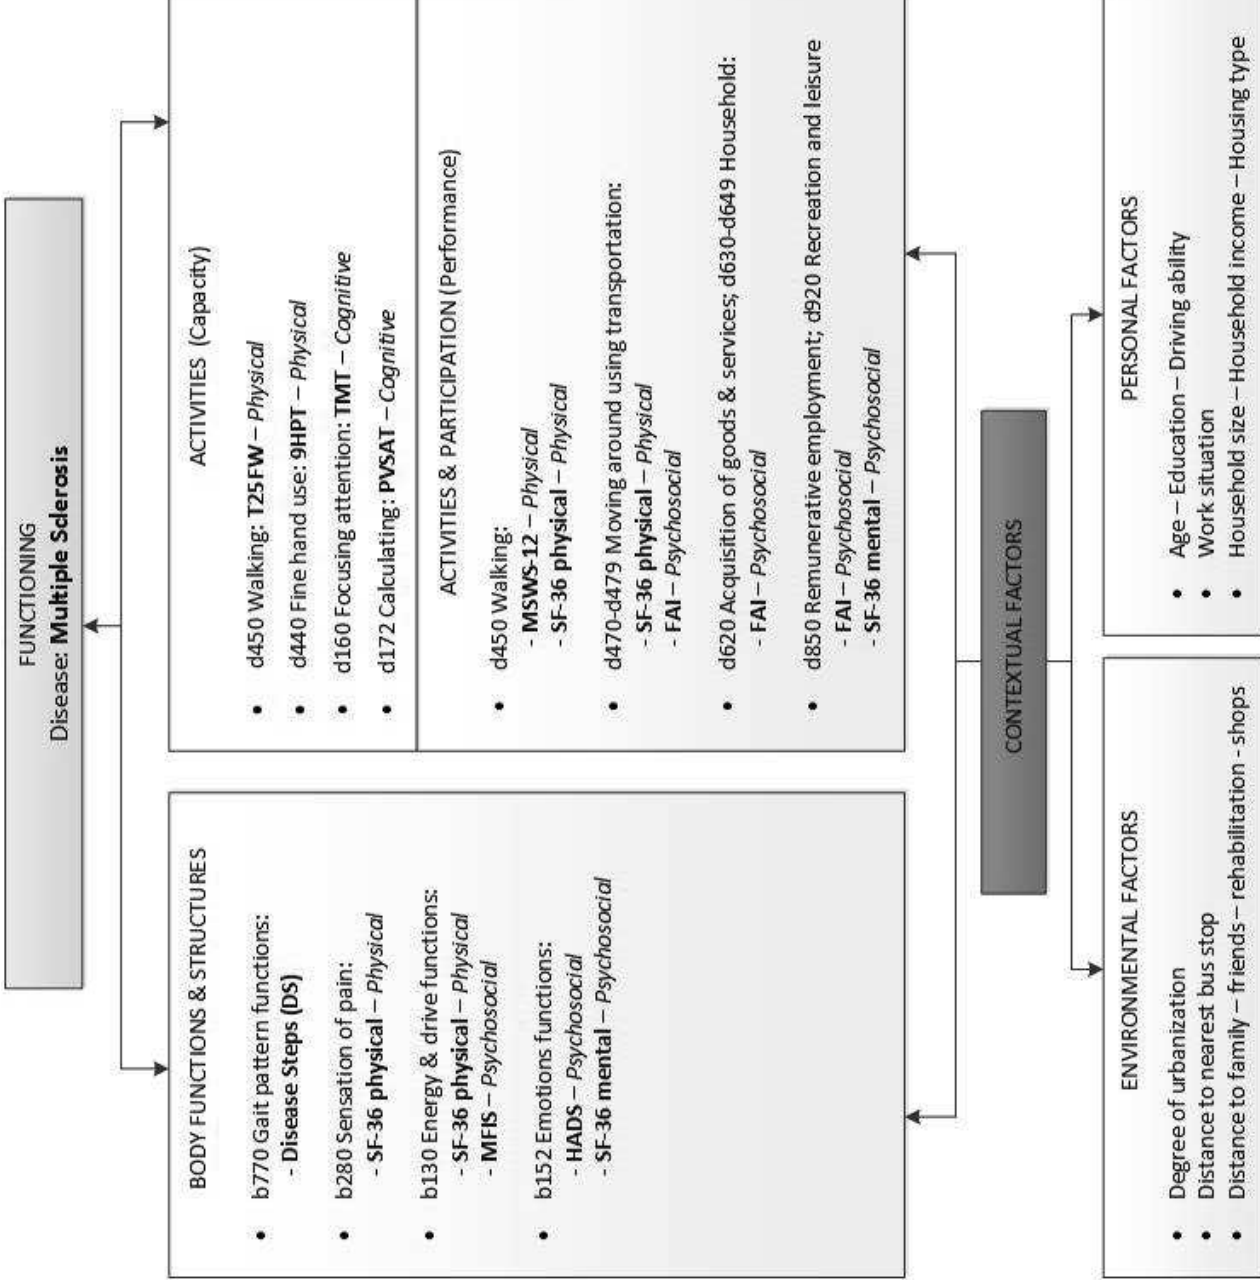 FUNCTIONING
Disease: Multiple Sclerosis
BODY FUNCTIONS & STRUCTURES
• b770 Gait pattern functions:
- Disease Steps (DS)
• b280 Sensation of pain:
- SF-36 physical – Physical
• b130 Energy & drive functions:
- SF-36 physical – Physical
- MFIS – Psychosocial
• b152 Emotions functions:
- HADS – Psychosocial
- SF-36 mental – Psychosocial
ACTIVITIES (Capacity)
• d450 Walking: T25FW – Physical
• d440 Fine hand use: 9HPT – Physical
• d160 Focusing attention: TMT – Cognitive
• d172 Calculating: PVSAT – Cognitive
ACTIVITIES & PARTICIPATION (Performance)
• d450 Walking:
- MSWS-12 – Physical
- SF-36 physical – Physical
• d470-d479 Moving around using transportation:
- SF-36 physical – Physical
- FAI – Psychosocial
• d620 Acquisition of goods & services; d630-d649 Household:
- FAI – Psychosocial
• d850 Remunerative employment; d920 Recreation and leisure
- FAI – Psychosocial
- SF-36 mental – Psychosocial
CONTEXTUAL FACTORS
ENVIRONMENTAL FACTORS
• Degree of urbanization
• Distance to nearest bus stop
• Distance to family – friends – rehabilitation - shops
PERSONAL FACTORS
• Age – Education – Driving ability
• Work situation
• Household size – Household income – Housing type